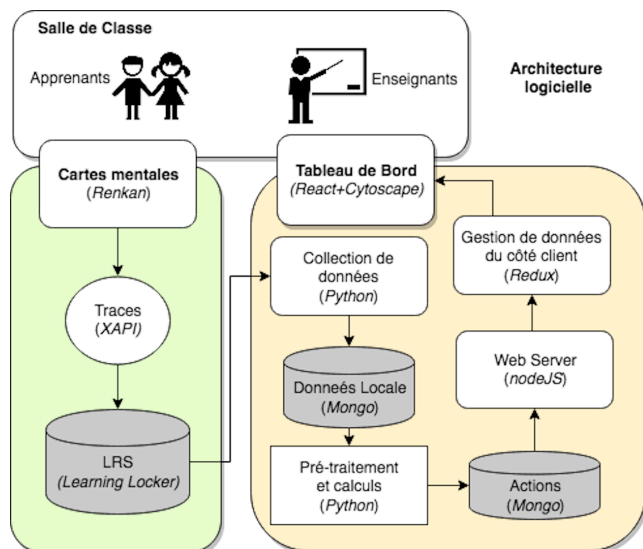 Salle de Classe
Apprenants
Enseignants
Architecture
logicielle
Cartes mentales
(Renkan)
Traces
(XAPI)
LRS
(Learning Locker)
Tableau de Bord
(React+Cytoscape)
Collection de
données
(Python)
Donneés Locale
(Mongo)
Pré-traitement
et calculs
(Python)
Actions
(Mongo)
Web Server
(nodeJS)
Gestion de données
du côté client
(Redux)